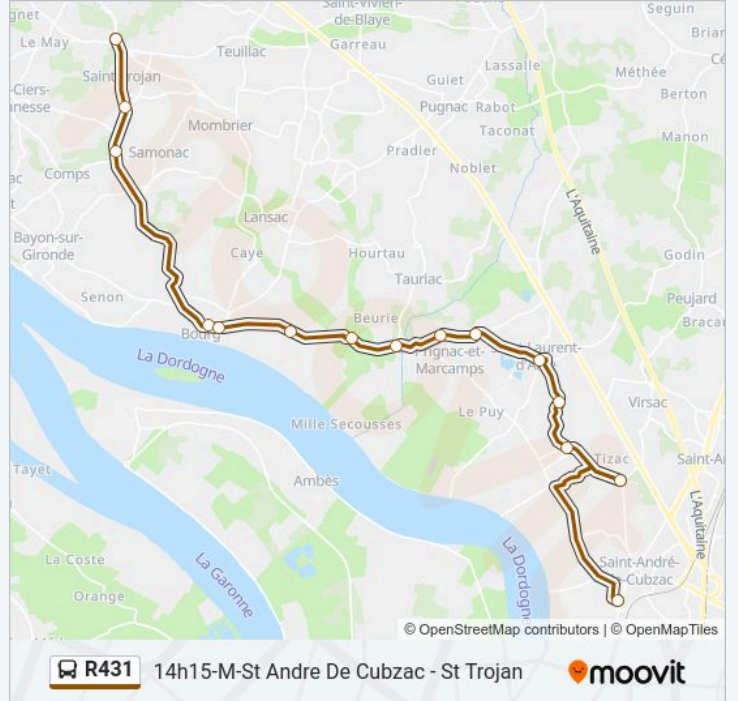 Saint-Vivien-
de-Blaye
Seguin
gnet
Le May
Teuillac
Garreau
Brian
Lassalle
Saint-Trojan
Guiet
Méthée
Berton
-Ciers-
anesse
Pugnac
Rabot
Mombrier
Taconat
Manon
Samonac
Pradier
Comps
Noblet
L'Aquitaine
Lansac
Bayon-sur-
Gironde
Caye
Hourtau
Godin
Tauriac
Senon
Peujard
Beurie
Braca
Bourg
La Dordogne
Prignac-et-
Marcamps
Laurent-
Le Puy
Virsac
Mille Secousses
Tizac
Saint-A
Tayet
Ambès
L'Aquitaine
La Dordogne
La Coste
La Garonne
Saint-André-
-Cubzac
Orange
© OpenStreetMap contributors | © OpenMapTiles
R431 14h15-M-St Andre De Cubzac - St Trojan moovit